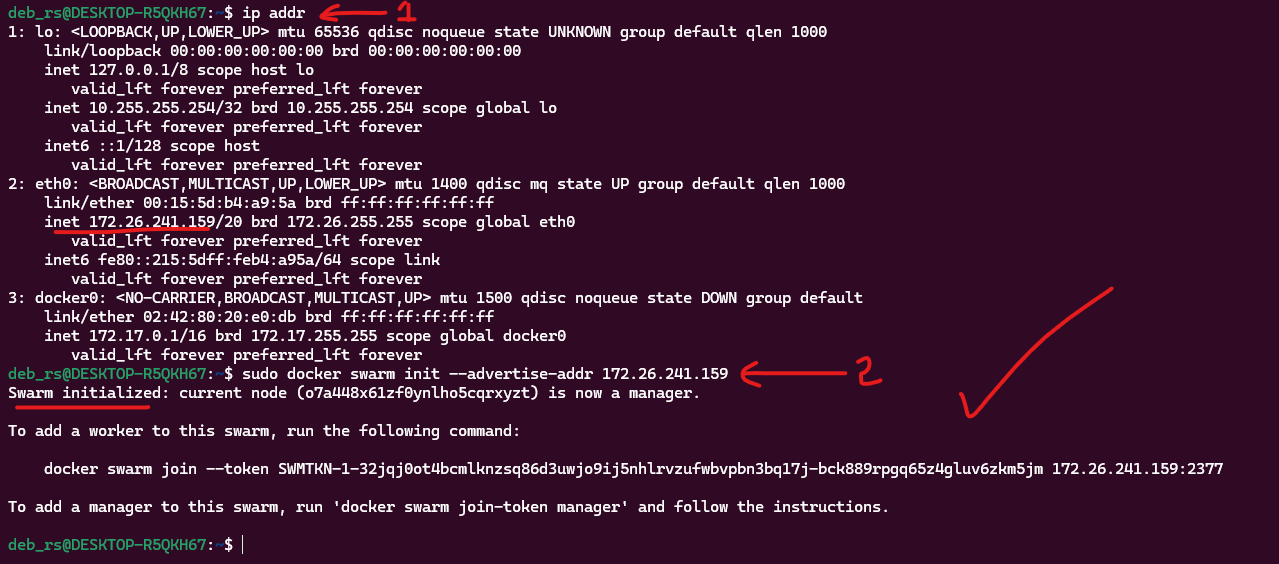 deb_rs@DESKTOP-R5QKH67:~$ ip addr 1
1: lo: <LOOPBACK,UP,LOWER_UP> mtu 65536 qdisc noqueue state UNKNOWN group default qlen 1000
link/loopback 00:00:00:00:00:00 brd 00:00:00:00:00:00
inet 127.0.0.1/8 scope host lo
valid_lft forever preferred_lft forever
inet 10.255.255.254/32 brd 10.255.255.254 scope global lo
valid_lft forever preferred_lft forever
inet6 ::1/128 scope host
valid_lft forever preferred_lft forever
2: eth0: <BROADCAST,MULTICAST,UP,LOWER_UP> mtu 1400 qdisc mq state UP group default qlen 1000
link/ether 00:15:5d:b4:a9:5a brd ff:ff:ff:ff:ff:ff
inet 172.26.241.159/20 brd 172.26.255.255 scope global eth0
valid_lft forever preferred_lft forever
inet6 fe80::215:5dff:feb4:a95a/64 scope link
valid_lft forever preferred_lft forever
3: docker0: <NO-CARRIER,BROADCAST,MULTICAST,UP> mtu 1500 qdisc noqueue state DOWN group default
link/ether 02:42:80:20:e0:db brd ff:ff:ff:ff:ff:ff
inet 172.17.0.1/16 brd 172.17.255.255 scope global docker0
valid_lft forever preferred_lft forever
deb_rs@DESKTOP-R5QKH67:~$ sudo docker swarm init --advertise-addr 172.26.241.159 2
Swarm initialized: current node (o7a448x61zf0ynlho5cqrxyzt) is now a manager.
To add a worker to this swarm, run the following command:
docker swarm join --token SWMTKN-1-32jqj0ot4bcmlknzsq86d3uwjo9ij5nhlrvzufwbvpbn3bq17j-bck889rpgq65z4gluv6zkm5jm 172.26.241.159:2377
To add a manager to this swarm, run 'docker swarm join-token manager' and follow the instructions.
deb_rs@DESKTOP-R5QKH67:~$